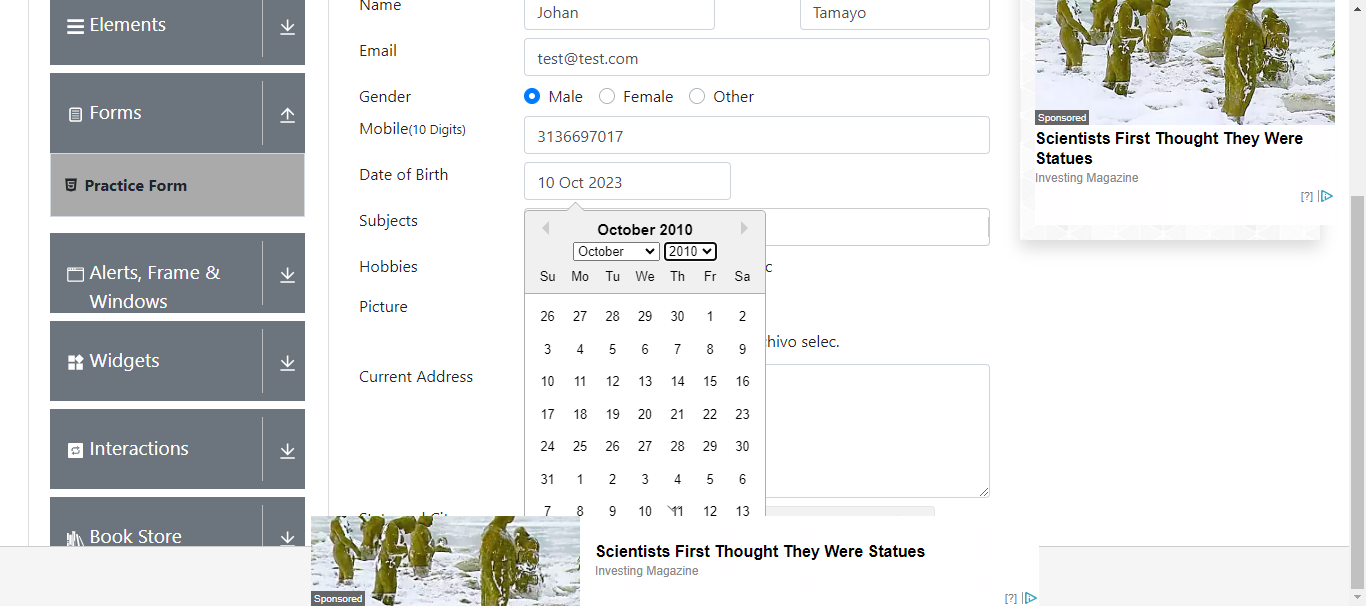 Elements
Forms
Practice Form
Alerts, Frame &
Windows
Widgets
Interactions
Book Store
Name
Johan
Tamayo
Email
test@test.com
Gender
Male
Female
Other
Mobile(10 Digits)
3136697017
Date of Birth
10 Oct 2023
Subjects
October 2010
October
2010
Su Mo Tu We Th Fr Sa
26 27 28 29 30 1 2
3 4 5 6 7 8 9
10 11 12 13 14 15 16
17 18 19 20 21 22 23
24 25 26 27 28 29 30
31 1 2 3 4 5 6
7 8 9 10 11 12 13
Hobbies
Picture
selec.
Current Address
Sponsored
Scientists First Thought They Were
Statues
Investing Magazine
[?]
Sponsored
Scientists First Thought They Were Statues
Investing Magazine
[?]